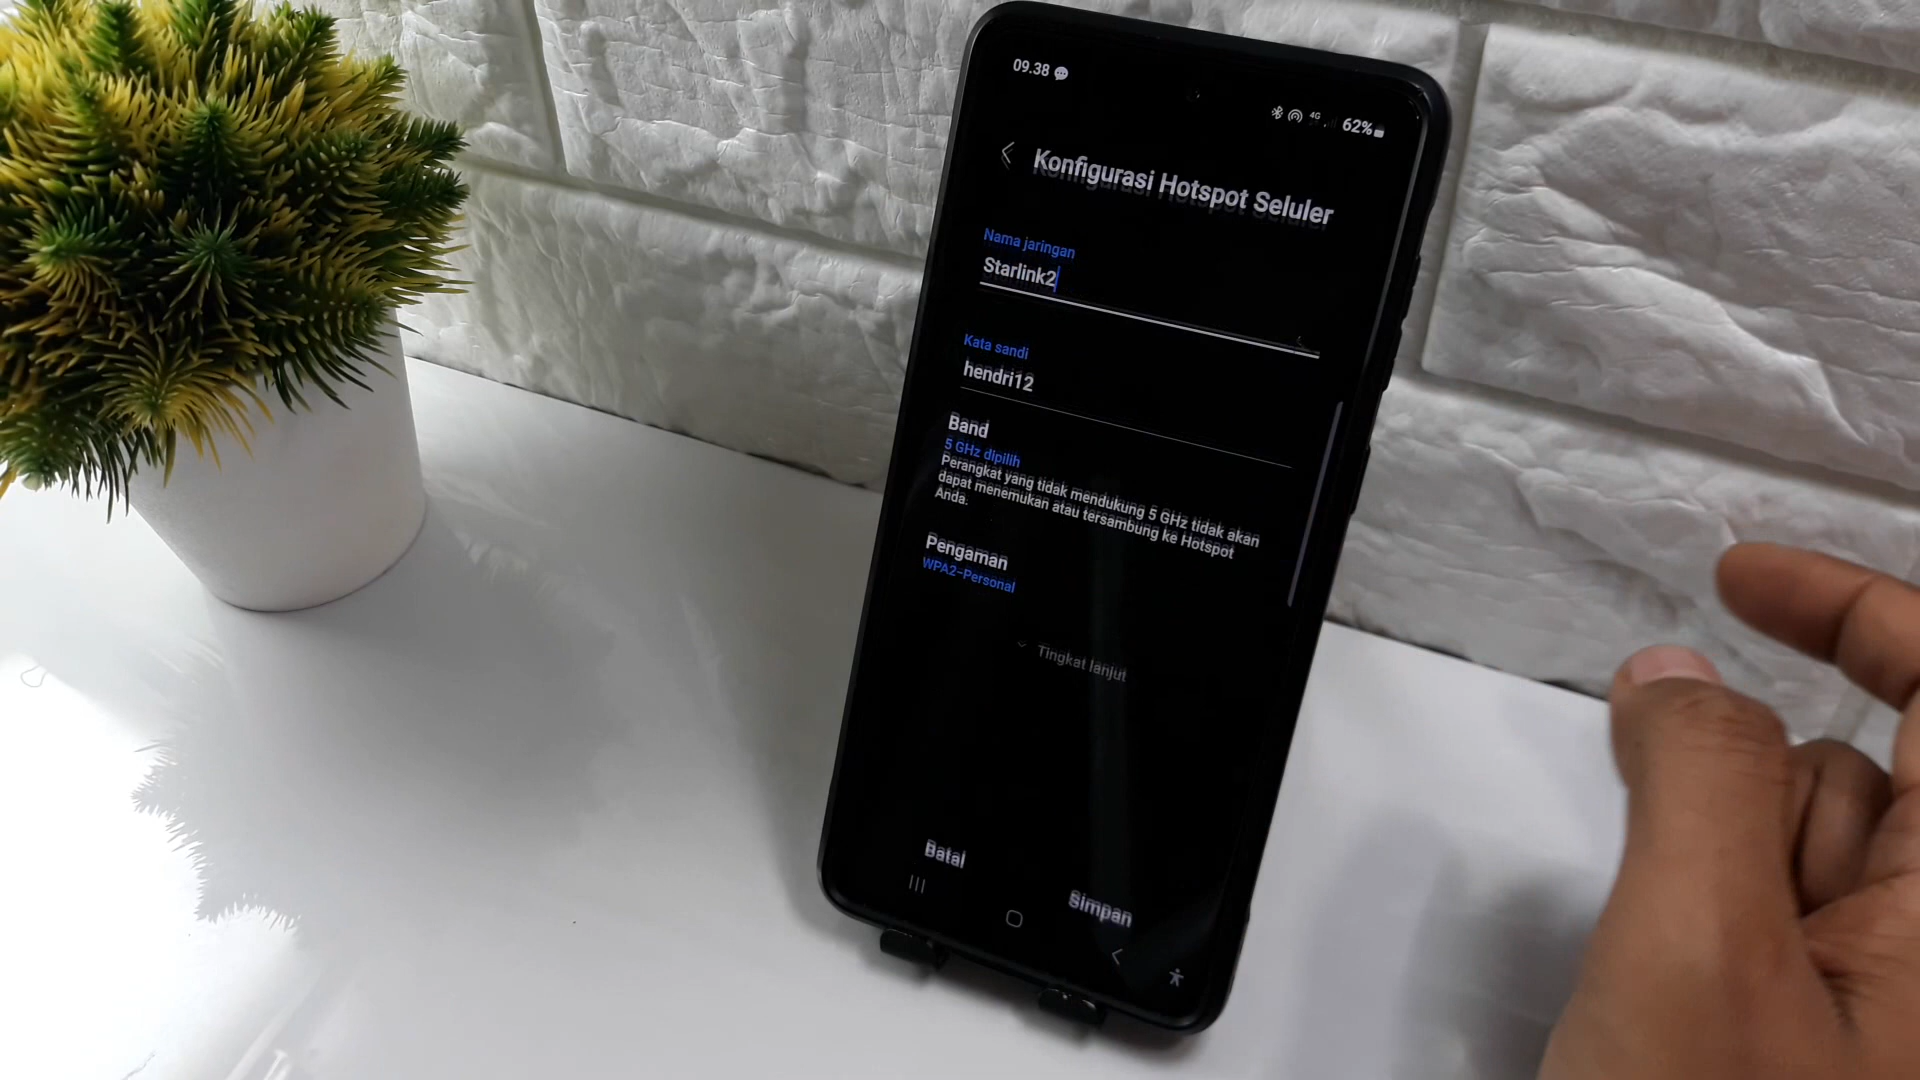 09.38
4G 62%
Konfigurasi Hotspot Seluler
Nama jaringan
Starlink2
Kata sandi
hendri12
Band
5 GHz dipilih
Perangkat yang tidak mendukung 5 GHz tidak akan
dapat menemukan atau tersambung ke Hotspot
Anda.
Pengaman
WPA2-Personal
Tingkat lanjut
Batal
Simpan